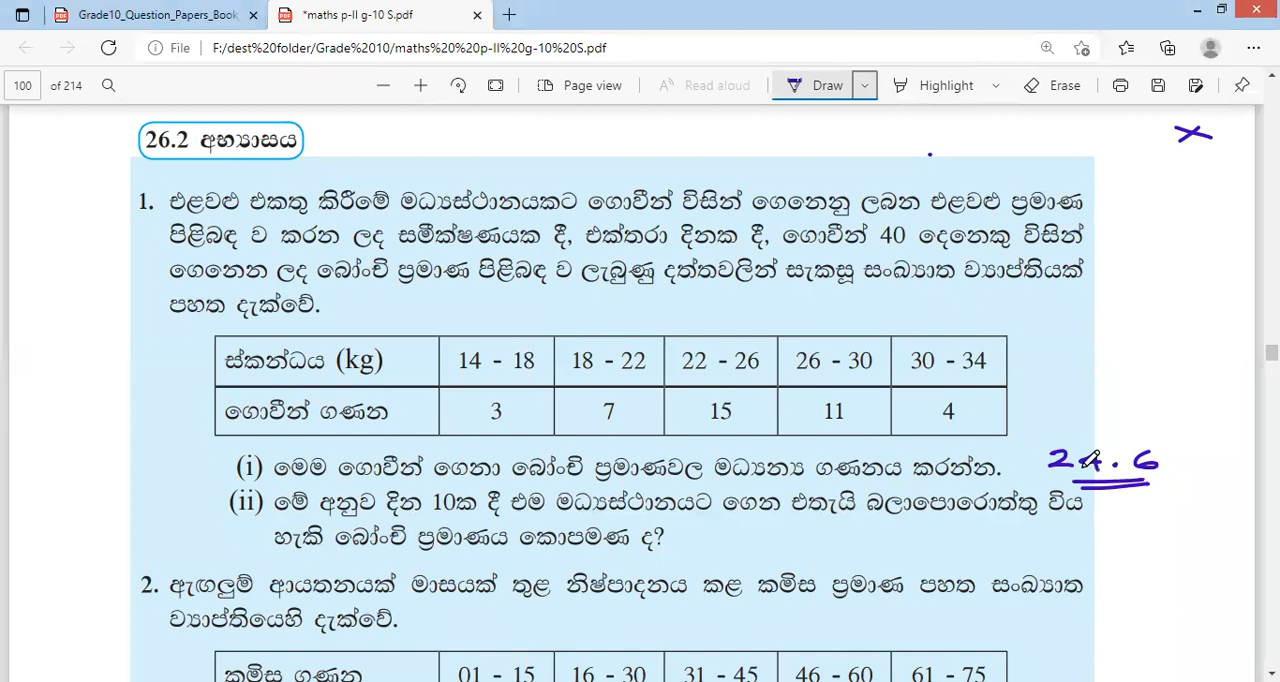 Grade10_Question_Papers_Book
*maths p-II g-10 S.pdf
File F:/dest%20folder/Grade%2010/maths%20%20p-II%20g-10%20S.pdf
100 of 214 Page view Read aloud Draw Highlight Erase
26.2 අභ්‍යාසය
1. එළවළු එකතු කිරීමේ මධ්‍යස්ථානයකට ගොවීන් විසින් ගෙනෙනු ලබන එළවළු ප්‍රමාණ
පිළිබඳ ව කරන ලද සමීක්ෂණයක දී, එක්තරා දිනක දී, ගොවීන් 40 දෙනෙකු විසින්
ගෙනෙන ලද බෝංචි ප්‍රමාණ පිළිබඳ ව ලැබුණු දත්තවලින් සැකසූ සංඛ්‍යාත ව්‍යාප්තියක්
පහත දැක්වේ.
ස්කන්ධය (kg) 14 - 18 18 - 22 22 - 26 26 - 30 30 - 34
ගොවීන් ගණන 3 7 15 11 4
(i) මෙම ගොවීන් ගෙනා බෝංචි ප්‍රමාණවල මධ්‍යන්‍ය ගණනය කරන්න. 24.6
(ii) මේ අනුව දින 10ක දී එම මධ්‍යස්ථානයට ගෙන එතැයි බලාපොරොත්තු විය
හැකි බෝංචි ප්‍රමාණය කොපමණ ද?
2. ඇඟලුම් ආයතනයක් මාසයක් තුළ නිෂ්පාදනය කළ කමිස ප්‍රමාණ පහත සංඛ්‍යාත
ව්‍යාප්තියෙහි දැක්වේ.
කමිස ගණන 01 - 15 16 - 30 31 - 45 46 - 60 61 - 75